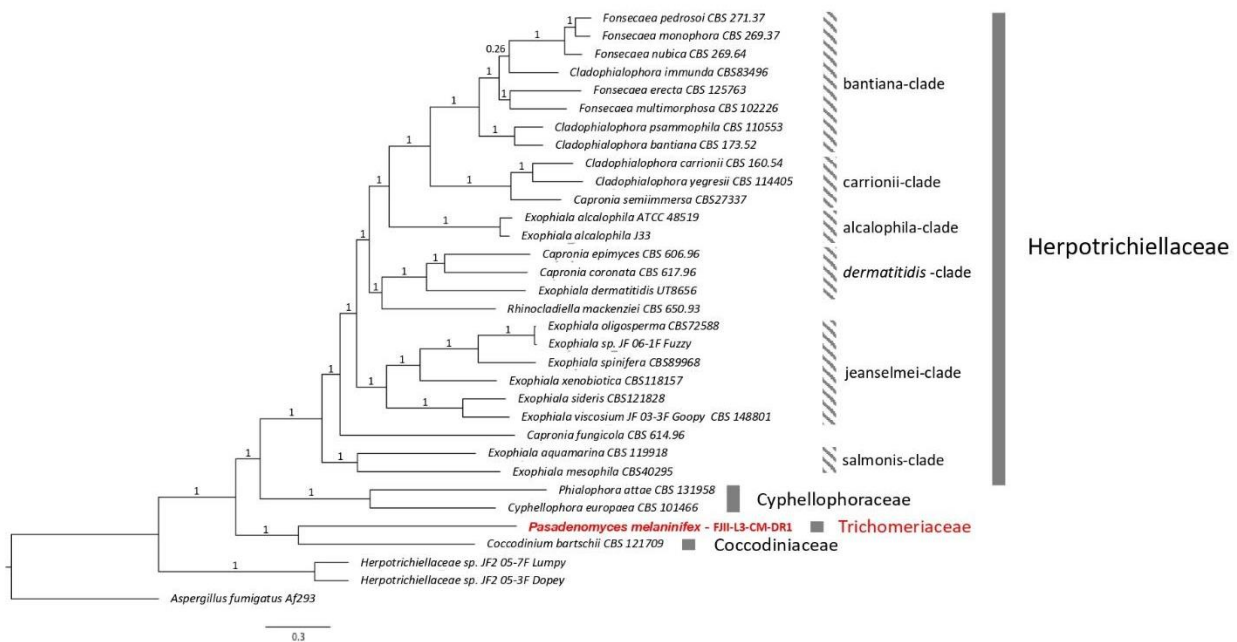 1
Fonsecaea pedrosoi CBS 271.37
1
Fonsecaea monophora CBS 269.37
0.26
Fonsecaea nubica CBS 269.64
1
Cladophialophora immunda CBS83496
1
Fonsecaea erecta CBS 125763
bantiana-clade
1
Fonsecaea multimorphosa CBS 102226
1
1
Cladophialophora psammophila CBS 110553
Cladophialophora bantiana CBS 173.52
1
Cladophialophora carrionii CBS 160.54
1
1
Cladophialophora yegresii CBS 114405
carrionii-clade
Capronia semiimmersa CBS27337
1
Exophiala alcalophila ATCC 48519
alcalophila-clade
1
Exophiala alcalophila J33
Herpotrichiellaceae
1
Capronia epimyces CBS 606.96
1
Capronia coronata CBS 617.96
dermatitidis -clade
1
Exophiala dermatitidis UT8656
1
Rhinocladiella mackenziei CBS 650.93
1
Exophiala oligosperma CBS72588
1
Exophiala sp. JF 06-1F Fuzzy
1
Exophiala spinifera CBS89968
1
Exophiala xenobiotica CBS118157
jeanselmei-clade
1
Exophiala sideris CBS121828
1
Exophiala viscosium JF 03-3F Goopy CBS 148801
1
Capronia fungicola CBS 614.96
1
Exophiala aquamarina CBS 119918
salmonis-clade
1
Exophiala mesophila CBS40295
1
Phialophora attae CBS 131958
Cyphellophoraceae
1
Cyphellophora europaea CBS 101466
1
Pasadenomyces melaninifex - FJII-L3-CM-DR1
Trichomeriaceae
1
Coccodinium bartschii CBS 121709
Coccodiniaceae
1
Herpotrichiellaceae sp. JF2 05-7F Lumpy
Herpotrichiellaceae sp. JF2 05-3F Dopey
Aspergillus fumigatus Af293
0.3